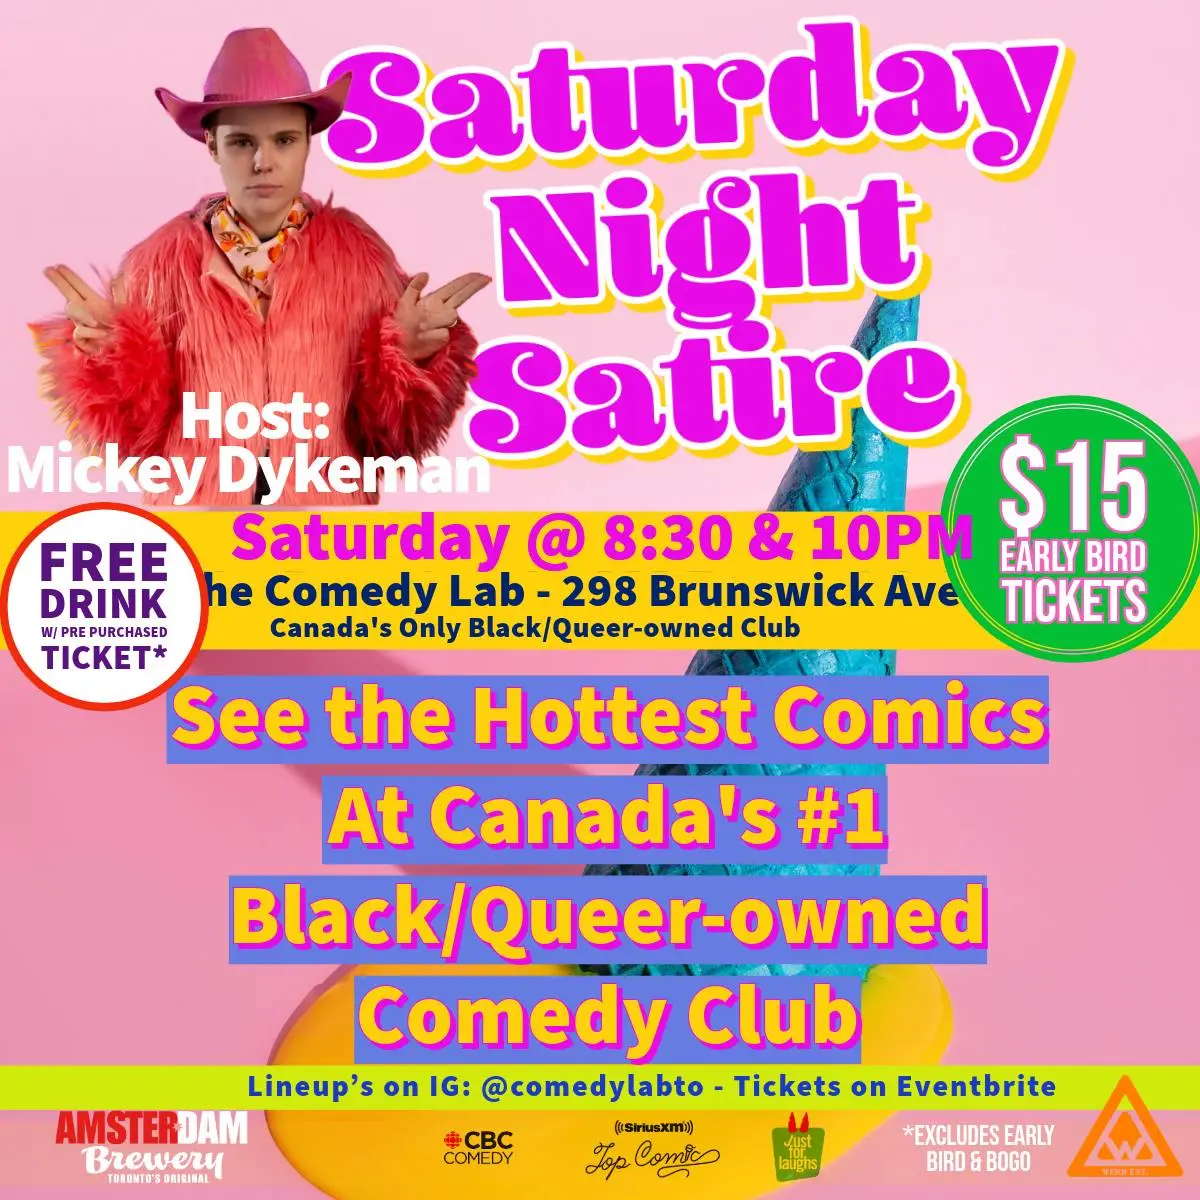 Saturday
Night
Satire
Host:
Mickey Dykeman
$15
EARLY BIRD
TICKETS
Saturday @ 8:30 & 10PM
he Comedy Lab - 298 Brunswick Ave
Canada's Only Black/Queer-owned Club
FREE
DRINK
W/ PRE PURCHASED
TICKET*
See the Hottest Comics
At Canada's #1
Black/Queer-owned
Comedy Club
Lineup’s on IG: @comedylabto - Tickets on Eventbrite
AMSTERDAM
Brewery
TORONTO'S ORIGINAL
CBC
COMEDY
SiriusXM
Top Comic
Just
for
laughs
*EXCLUDES EARLY
BIRD & BOGO